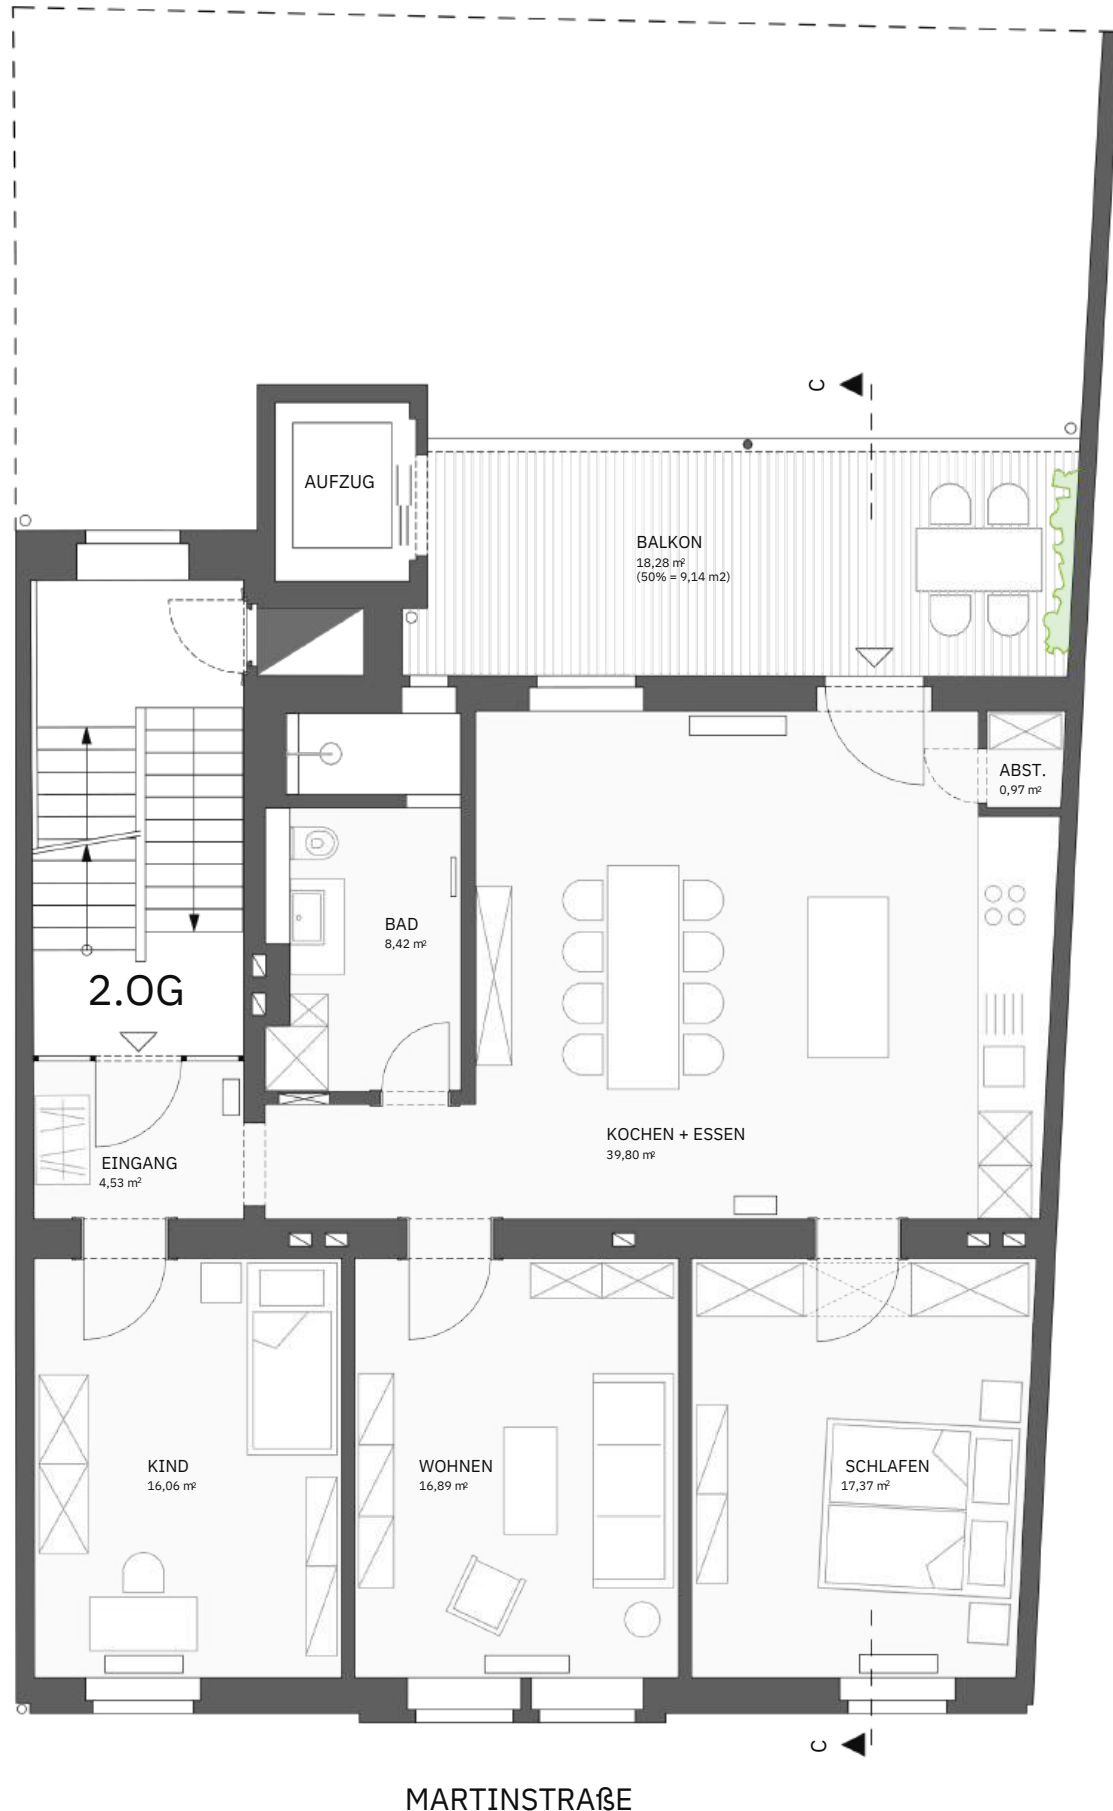 C
AUFZUG
BALKON
18,28 m²
(50% = 9,14 m2)
ABST.
0,97 m²
BAD
8,42 m²
2.OG
KOCHEN + ESSEN
39,80 m²
EINGANG
4,53 m²
KIND
16,06 m²
WOHNEN
16,89 m²
SCHLAFEN
17,37 m²
C
MARTINSTRAßE